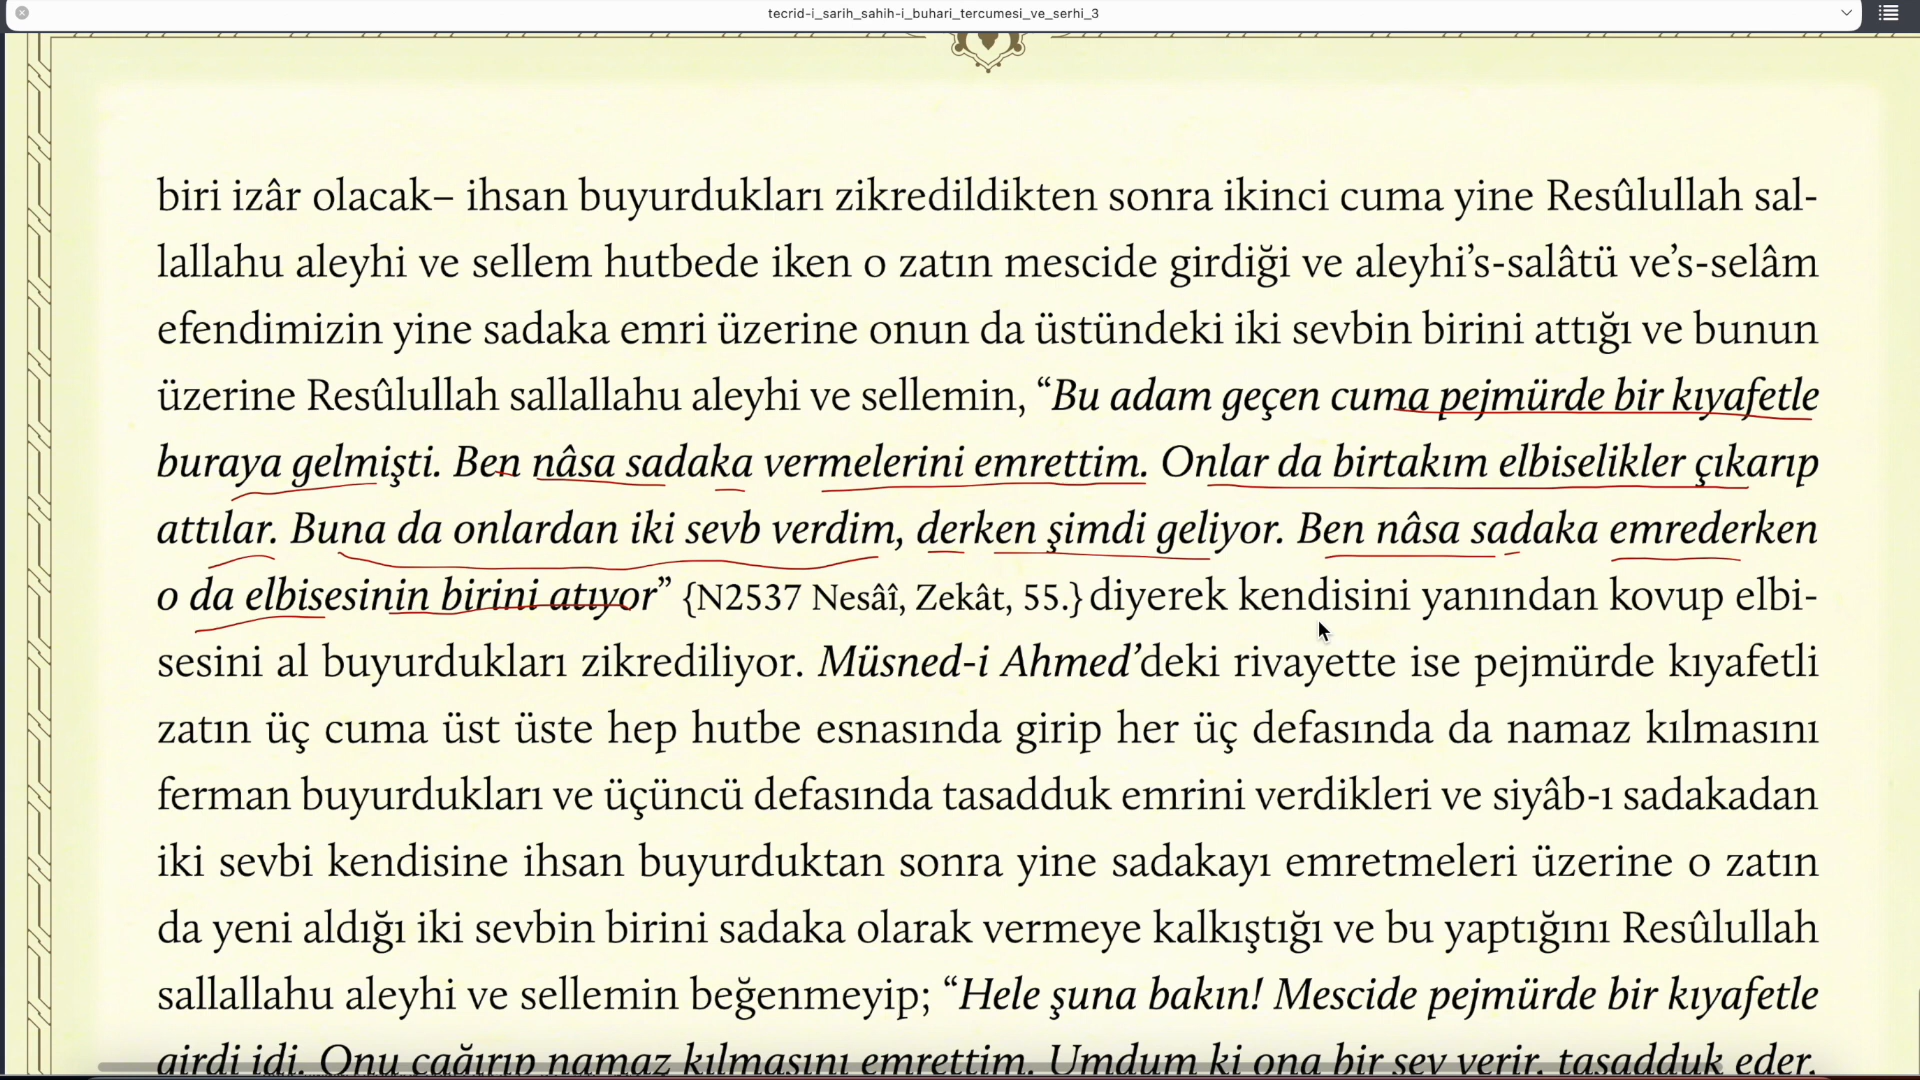 tecrid-i_sarih_sahih-i_buhari_tercumesi_ve_serhi_3
biri izâr olacak– ihsan buyurdukları zikredildikten sonra ikinci cuma yine Resûlullah sal-
lallahu aleyhi ve sellem hutbede iken o zatın mescide girdiği ve aleyhi’s-salâtü ve’s-selâm
efendimizin yine sadaka emri üzerine onun da üstündeki iki sevbin birini attığı ve bunun
üzerine Resûlullah sallallahu aleyhi ve sellemin, “Bu adam geçen cuma pejmürde bir kıyafetle
buraya gelmişti. Ben nâsa sadaka vermelerini emrettim. Onlar da birtakım elbiselikler çıkarıp
attılar. Buna da onlardan iki sevb verdim, derken şimdi geliyor. Ben nâsa sadaka emrederken
o da elbisesinin birini atıyor” {N2537 Nesâî, Zekât, 55.} diyerek kendisini yanından kovup elbi-
sesini al buyurdukları zikrediliyor. Müsned-i Ahmed’deki rivayette ise pejmürde kıyafetli
zatın üç cuma üst üste hep hutbe esnasında girip her üç defasında da namaz kılmasını
ferman buyurdukları ve üçüncü defasında tasadduk emrini verdikleri ve siyâb-ı sadakadan
iki sevbi kendisine ihsan buyurduktan sonra yine sadakayı emretmeleri üzerine o zatın
da yeni aldığı iki sevbin birini sadaka olarak vermeye kalkıştığı ve bu yaptığını Resûlullah
sallallahu aleyhi ve sellemin beğenmeyip; “Hele şuna bakın! Mescide pejmürde bir kıyafetle
girdi idi. Onu çağırıp namaz kılmasını emrettim. Umdum ki ona bir şey verir, tasadduk eder.